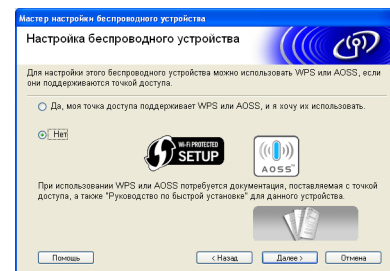 Мастер настройки беспроводного устройства
Настройка беспроводного устройства
Для настройки этого беспроводного устройства можно использовать WPS или AOSS, если
они поддерживаются точкой доступа.
Да, моя точка доступа поддерживает WPS или AOSS, и я хочу их использовать.
Нет
WI-FI PROTECTED
SETUP
AOSS
При использовании WPS или AOSS потребуется документация, поставляемая с точкой
доступа, а также "Руководство по быстрой установке" для данного устройства.
Помощь
< Назад
Далее >
Отмена